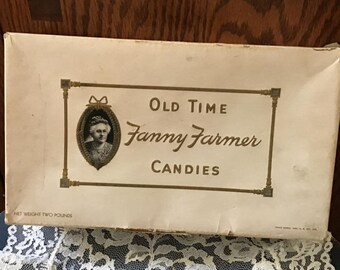 OLD TIME
Fanny Farmer
CANDIES
NET WEIGHT TWO POUNDS